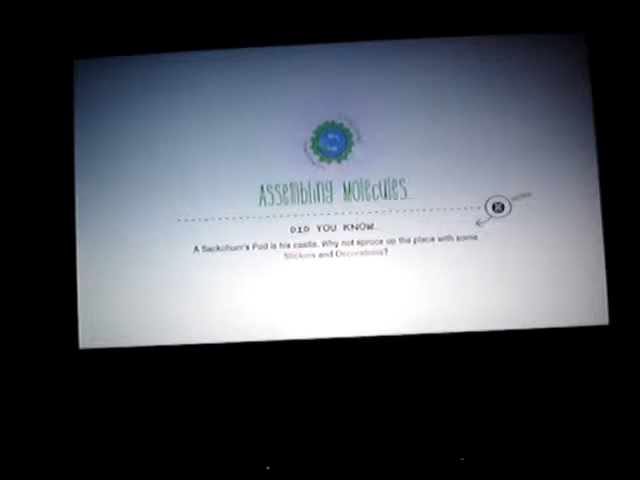 Assembling Molecules
DID YOU KNOW...
A Sackchum's Pod is his castle. Why not spruce up the place with some
Stickers and Decorations?